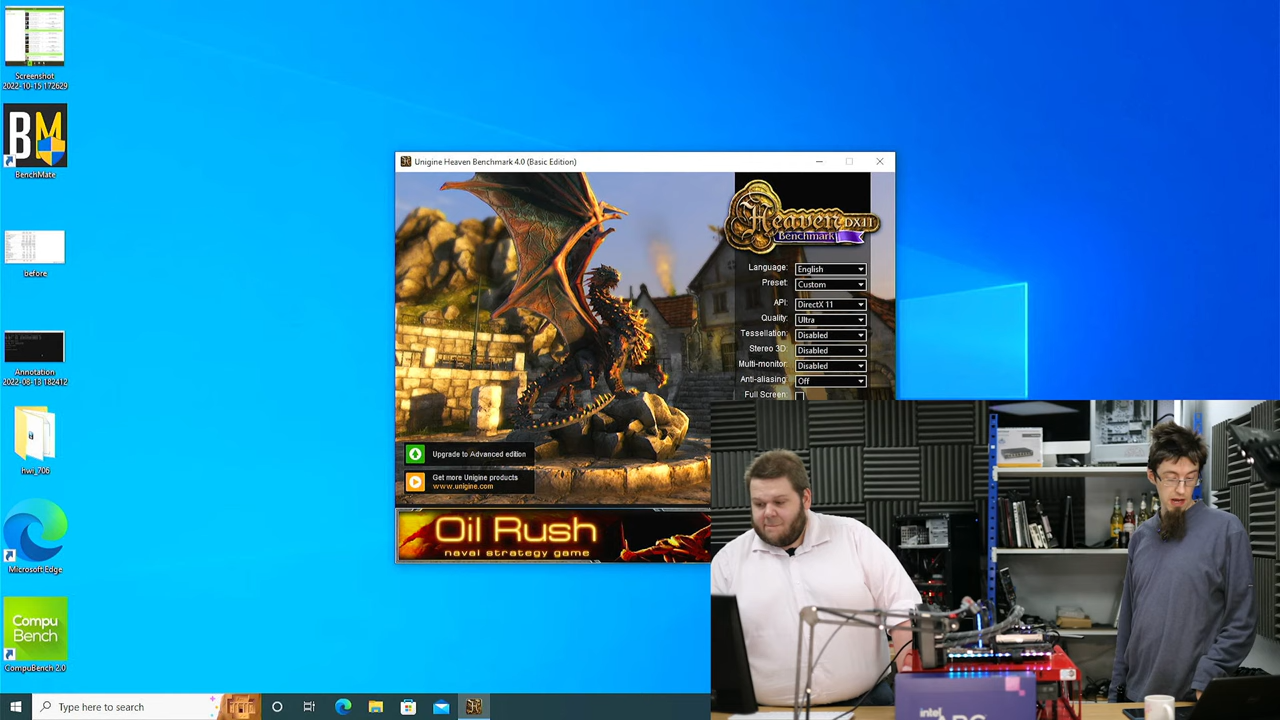 Screenshot
2022-10-15 172629
BM
BenchMate
before
Annotation
2022-08-13 182412
hwi_706
Microsoft Edge
Compu
Bench
CompuBench 2.0
Unigine Heaven Benchmark 4.0 (Basic Edition)
Heaven DX11
Benchmark
Language: English
Preset: Custom
API: DirectX 11
Quality: Ultra
Tessellation: Disabled
Stereo 3D: Disabled
Multi-monitor: Disabled
Anti-aliasing: Off
Full Screen:
Upgrade to Advanced edition
Get more Unigine products
www.unigine.com
Oil Rush
naval strategy game
Type here to search
intel